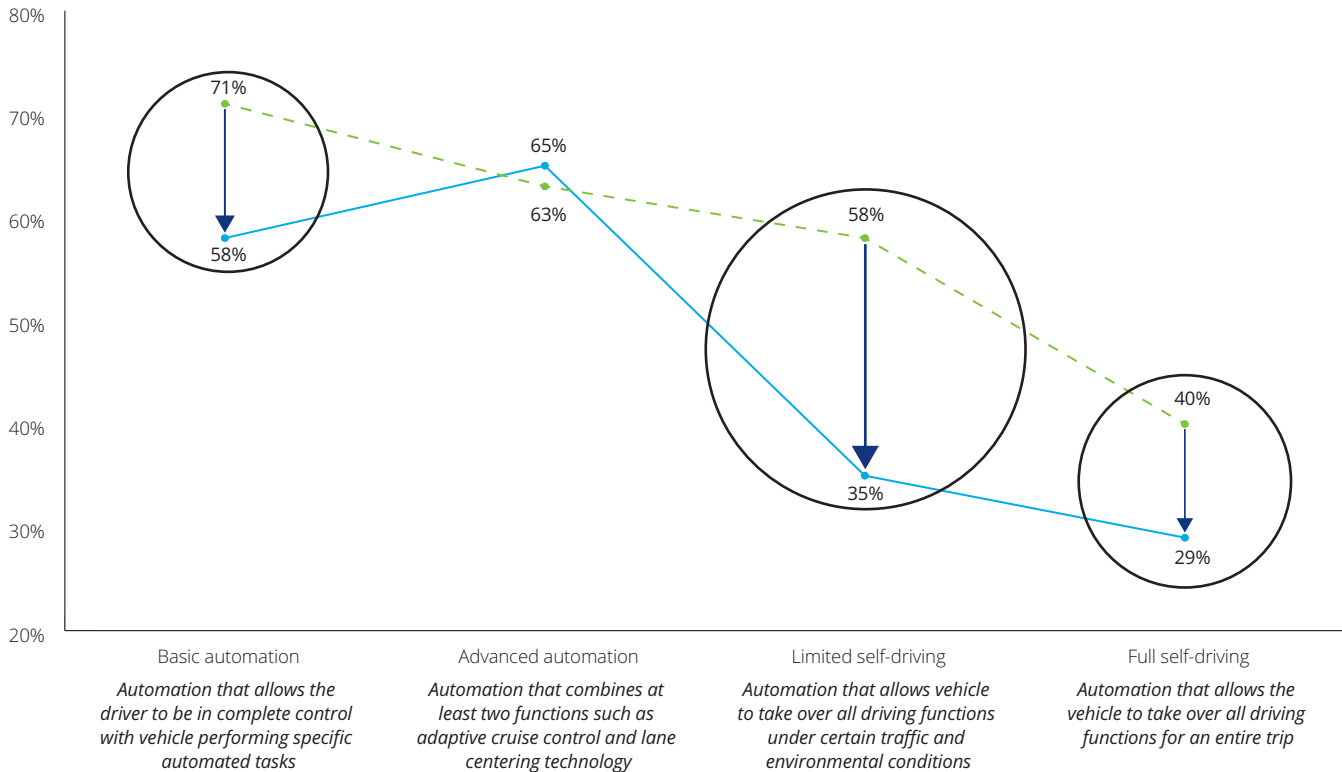 80%
71%
70%
65%
60%
63%
58%
58%
50%
40%
40%
35%
30%
29%
20%
Basic automation
Automation that allows the
driver to be in complete control
with vehicle performing specific
automated tasks
Advanced automation
Automation that combines at
least two functions such as
adaptive cruise control and lane
centering technology
Limited self-driving
Automation that allows vehicle
to take over all driving functions
under certain traffic and
environmental conditions
Full self-driving
Automation that allows the
vehicle to take over all driving
functions for an entire trip